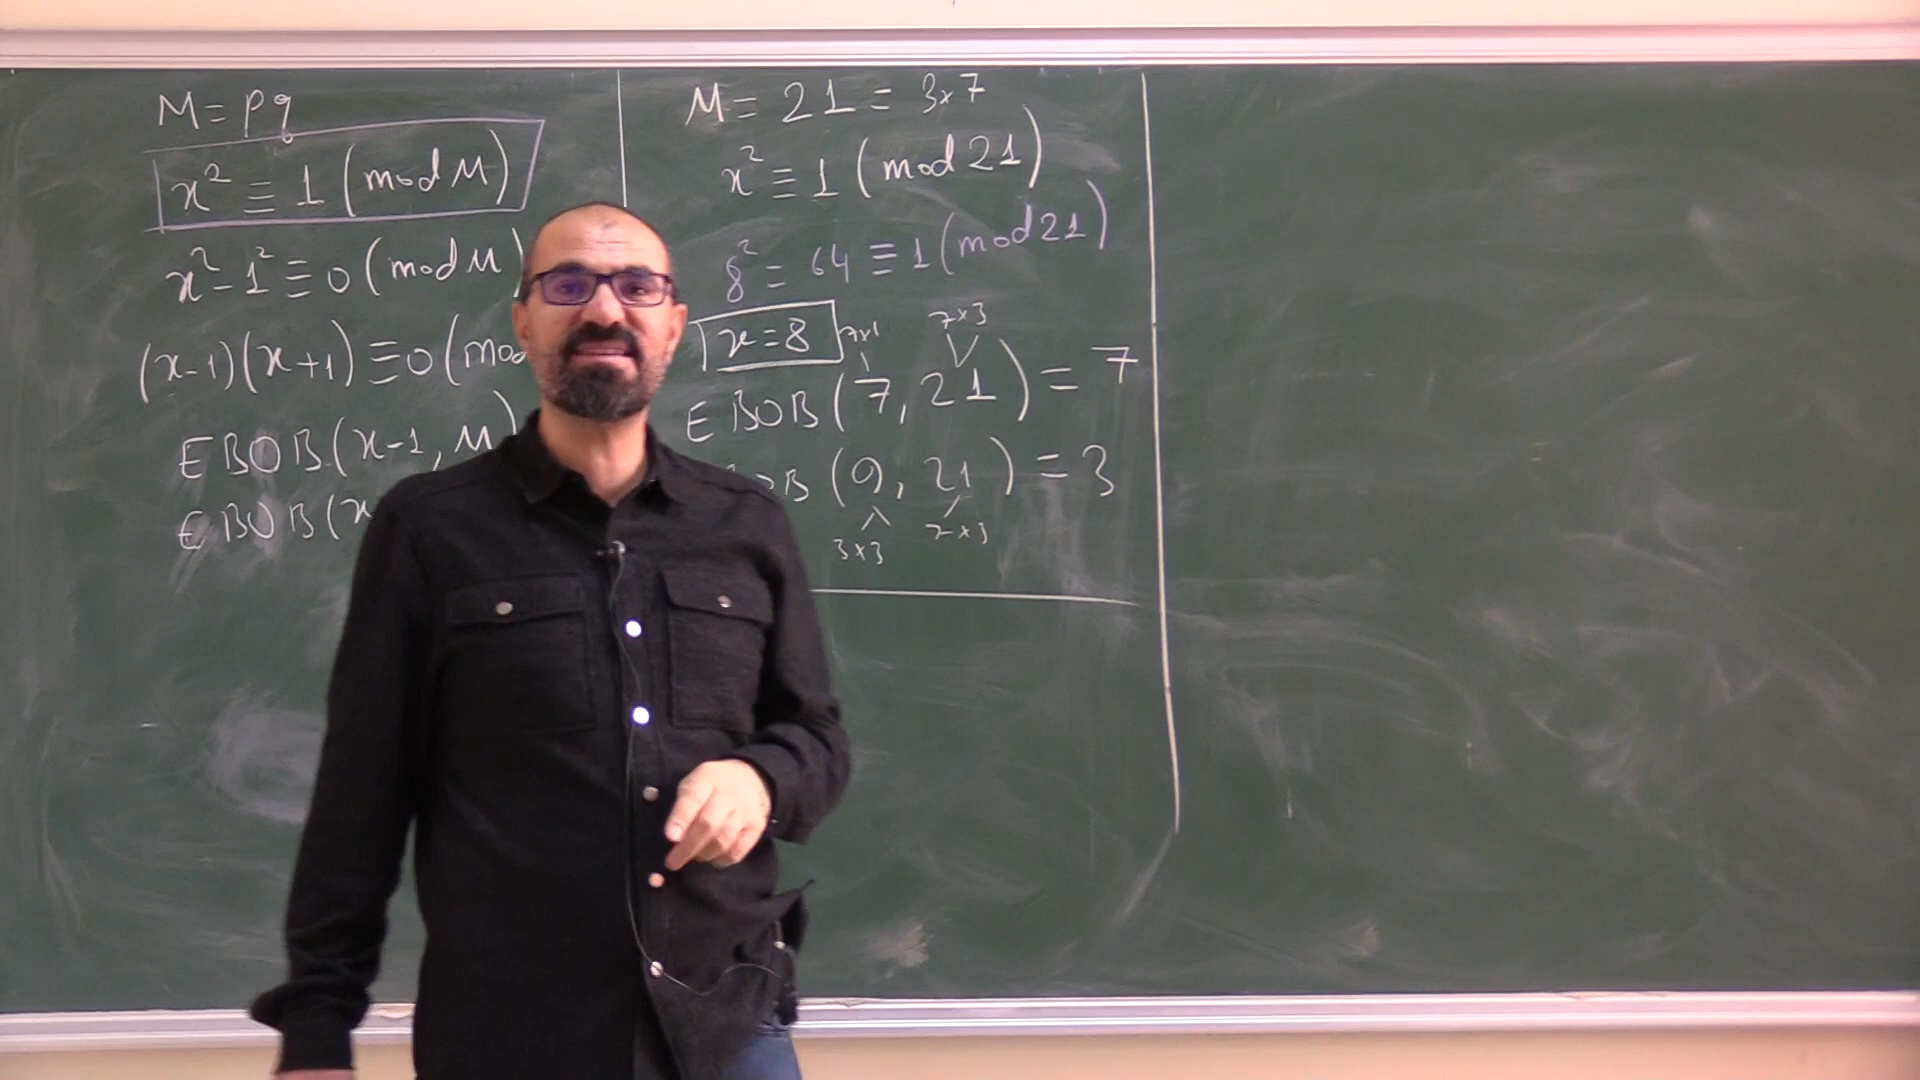 M = pq
x² ≡ 1 (mod M)
x² - 1² ≡ 0 (mod M)
(x-1)(x+1) ≡ 0 (mod
EBOB(x-1, M)
EBOB(x
M = 21 = 3×7
x² ≡ 1 (mod 21)
8² = 64 ≡ 1 (mod 21)
x = 8
7×1 7×3
EBOB(7, 21) = 7
OB(9, 21) = 3
3×3 7×3